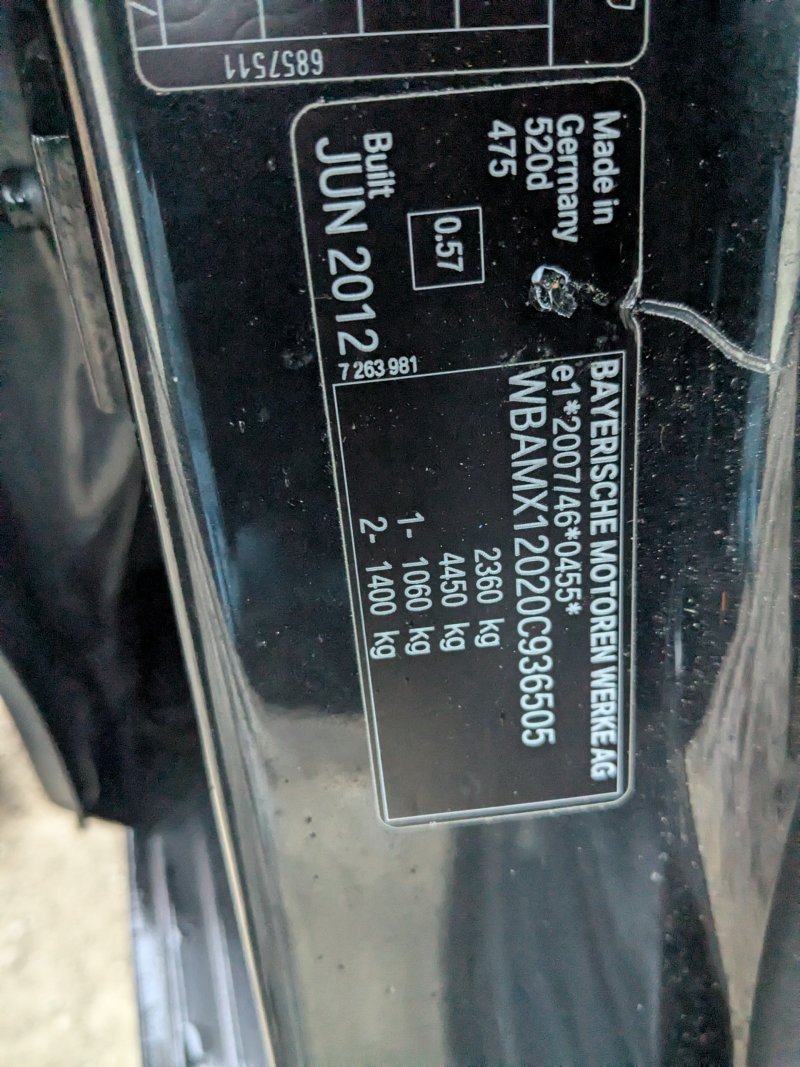 6857511
Made in
Germany
520d
475
0,57
Built
JUN 2012
7 263 981
BAYERISCHE MOTOREN WERKE AG
e1*2007/46*0455*
WBAMX12020C936505
2360 kg
4450 kg
1- 1060 kg
2- 1400 kg